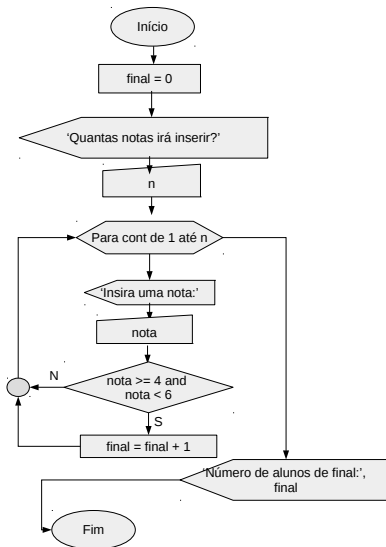 Início
final = 0
'Quantas notas irá inserir?'
n
Para cont de 1 até n
'Insira uma nota:'
nota
N
nota >= 4 and
nota < 6
S
final = final + 1
'Número de alunos de final:',
final
Fim